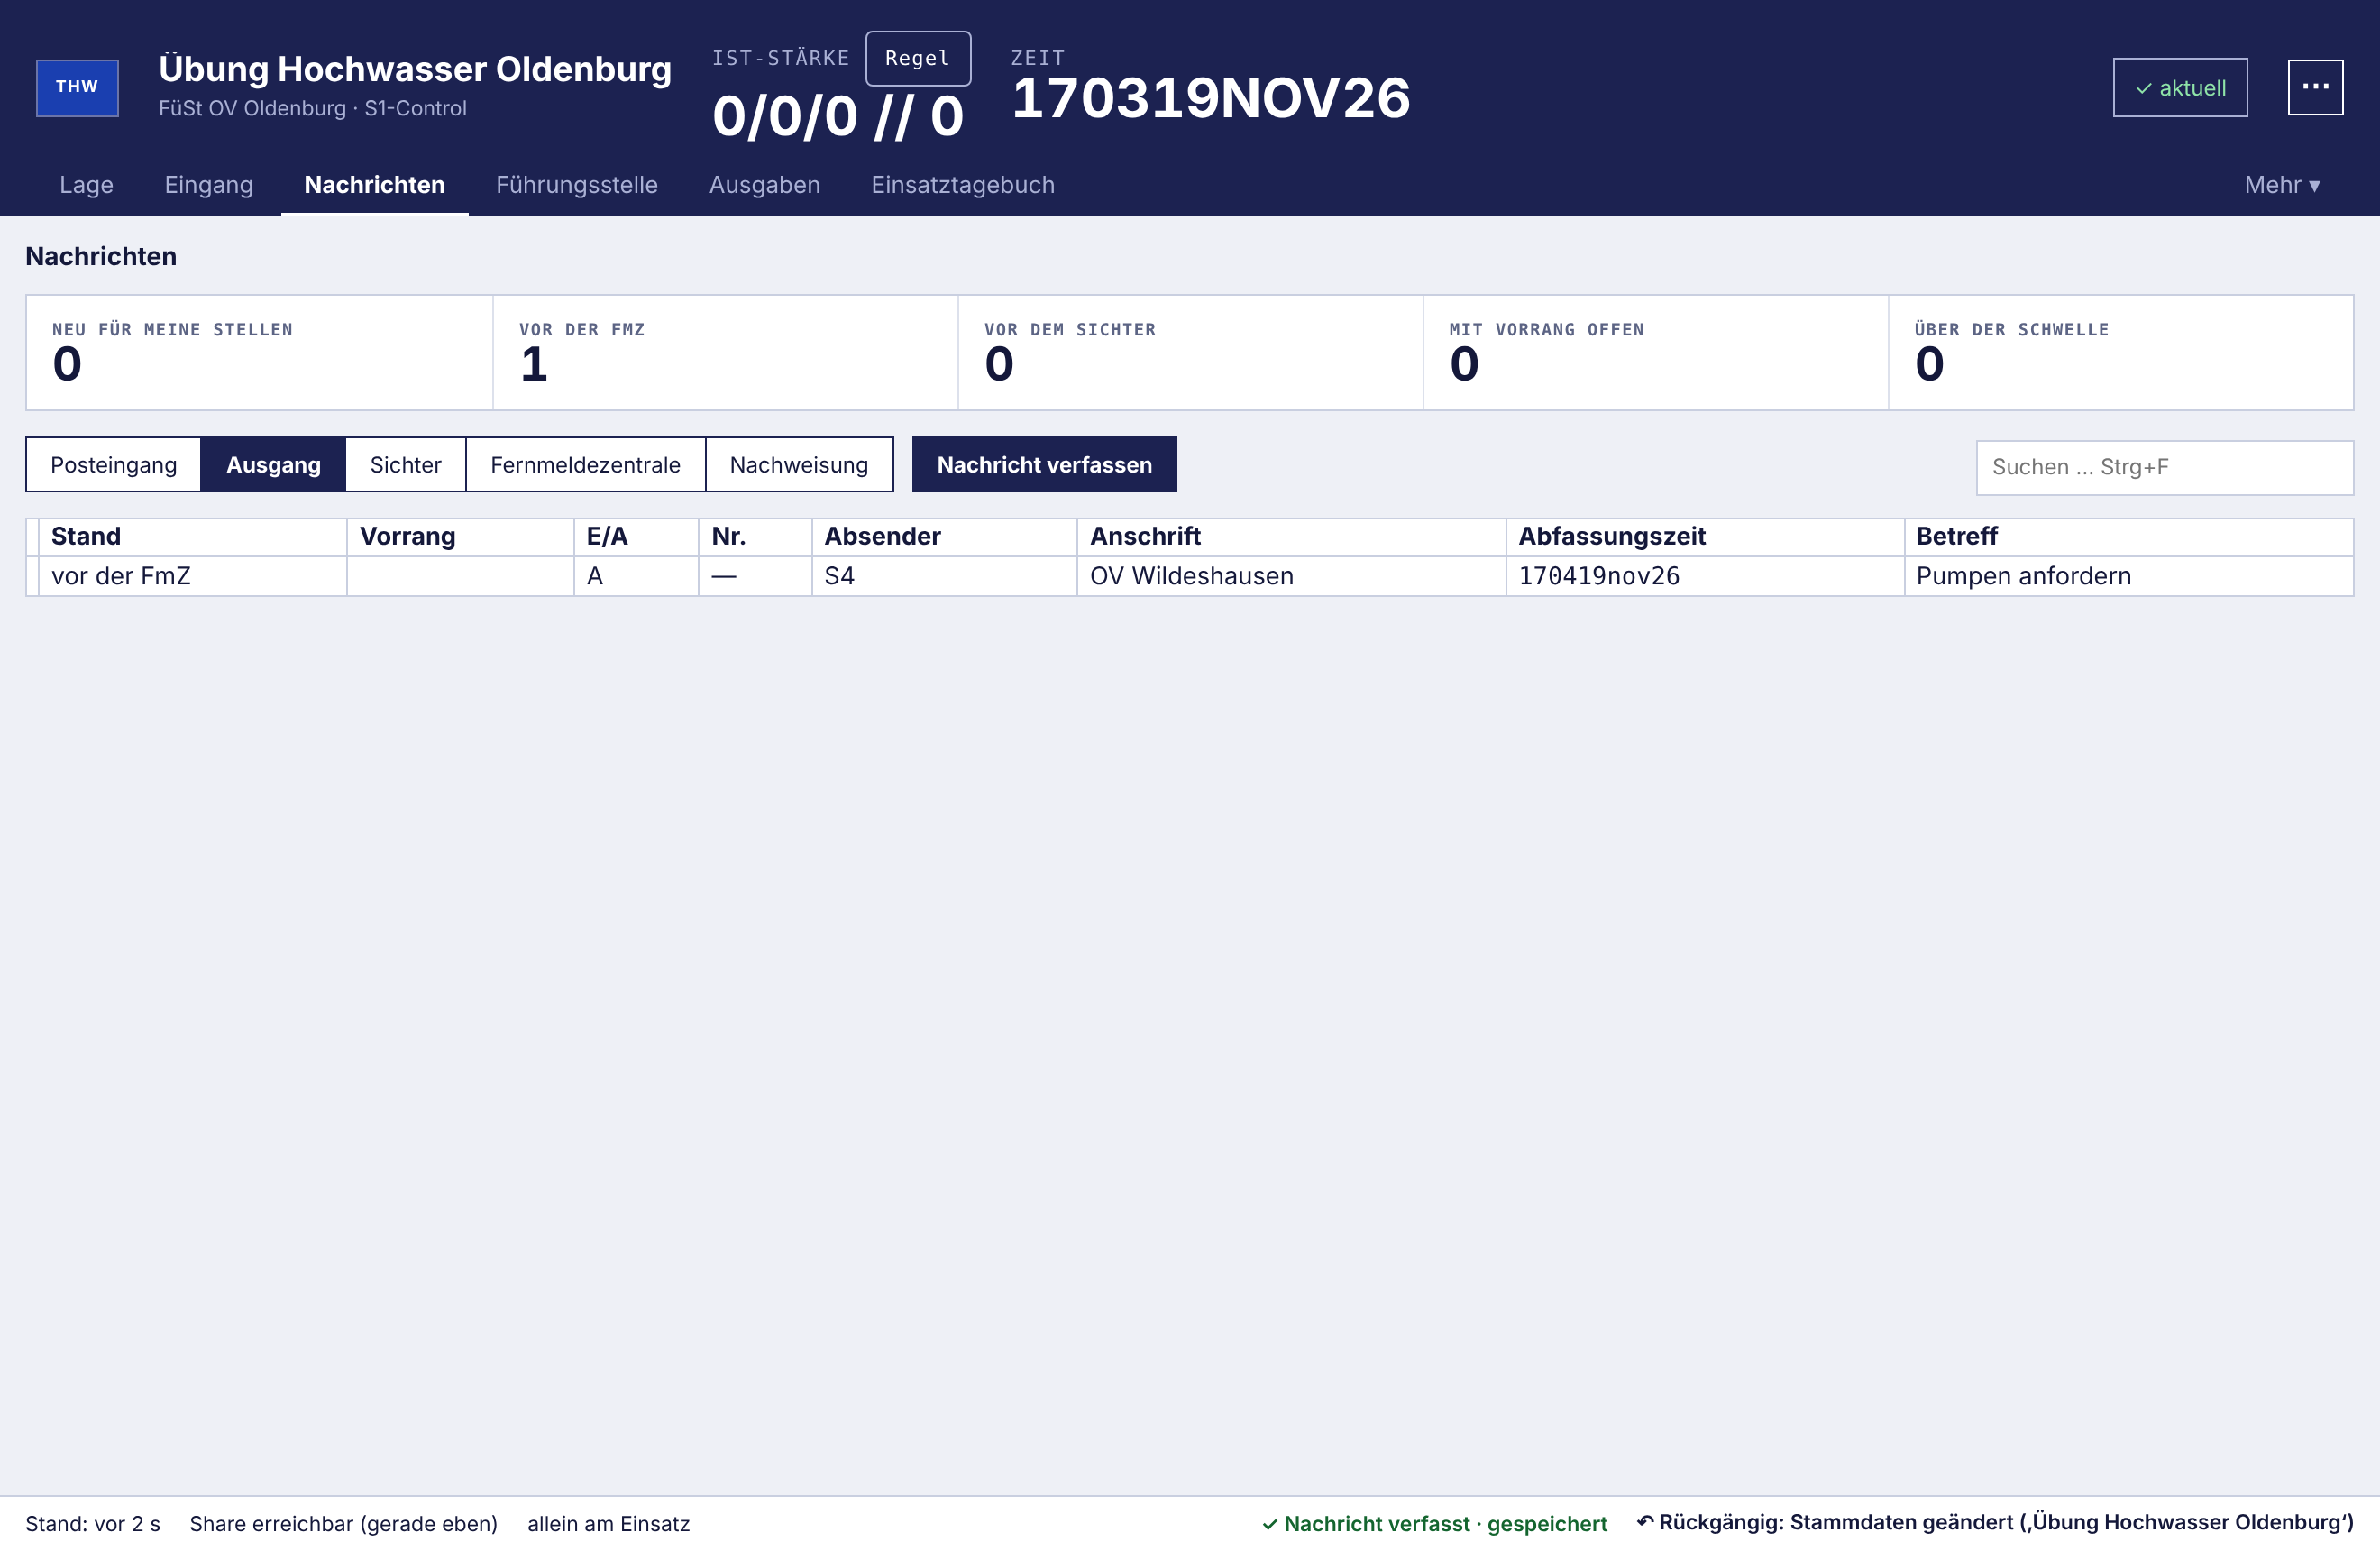 THW
Übung Hochwasser Oldenburg
FüSt OV Oldenburg · S1-Control
IST-STÄRKE Regel
0/0/0 // 0
ZEIT
170319NOV26
✓ aktuell
⋯
Lage Eingang Nachrichten Führungsstelle Ausgaben Einsatztagebuch Mehr ▾
Nachrichten
NEU FÜR MEINE STELLEN
0
VOR DER FMZ
1
VOR DEM SICHTER
0
MIT VORRANG OFFEN
0
ÜBER DER SCHWELLE
0
Posteingang Ausgang Sichter Fernmeldezentrale Nachweisung Nachricht verfassen Suchen ... Strg+F
Stand Vorrang E/A Nr. Absender Anschrift Abfassungszeit Betreff
vor der FmZ A — S4 OV Wildeshausen 170419nov26 Pumpen anfordern
Stand: vor 2 s Share erreichbar (gerade eben) allein am Einsatz ✓ Nachricht verfasst · gespeichert ↶ Rückgängig: Stammdaten geändert (‚Übung Hochwasser Oldenburg‘)